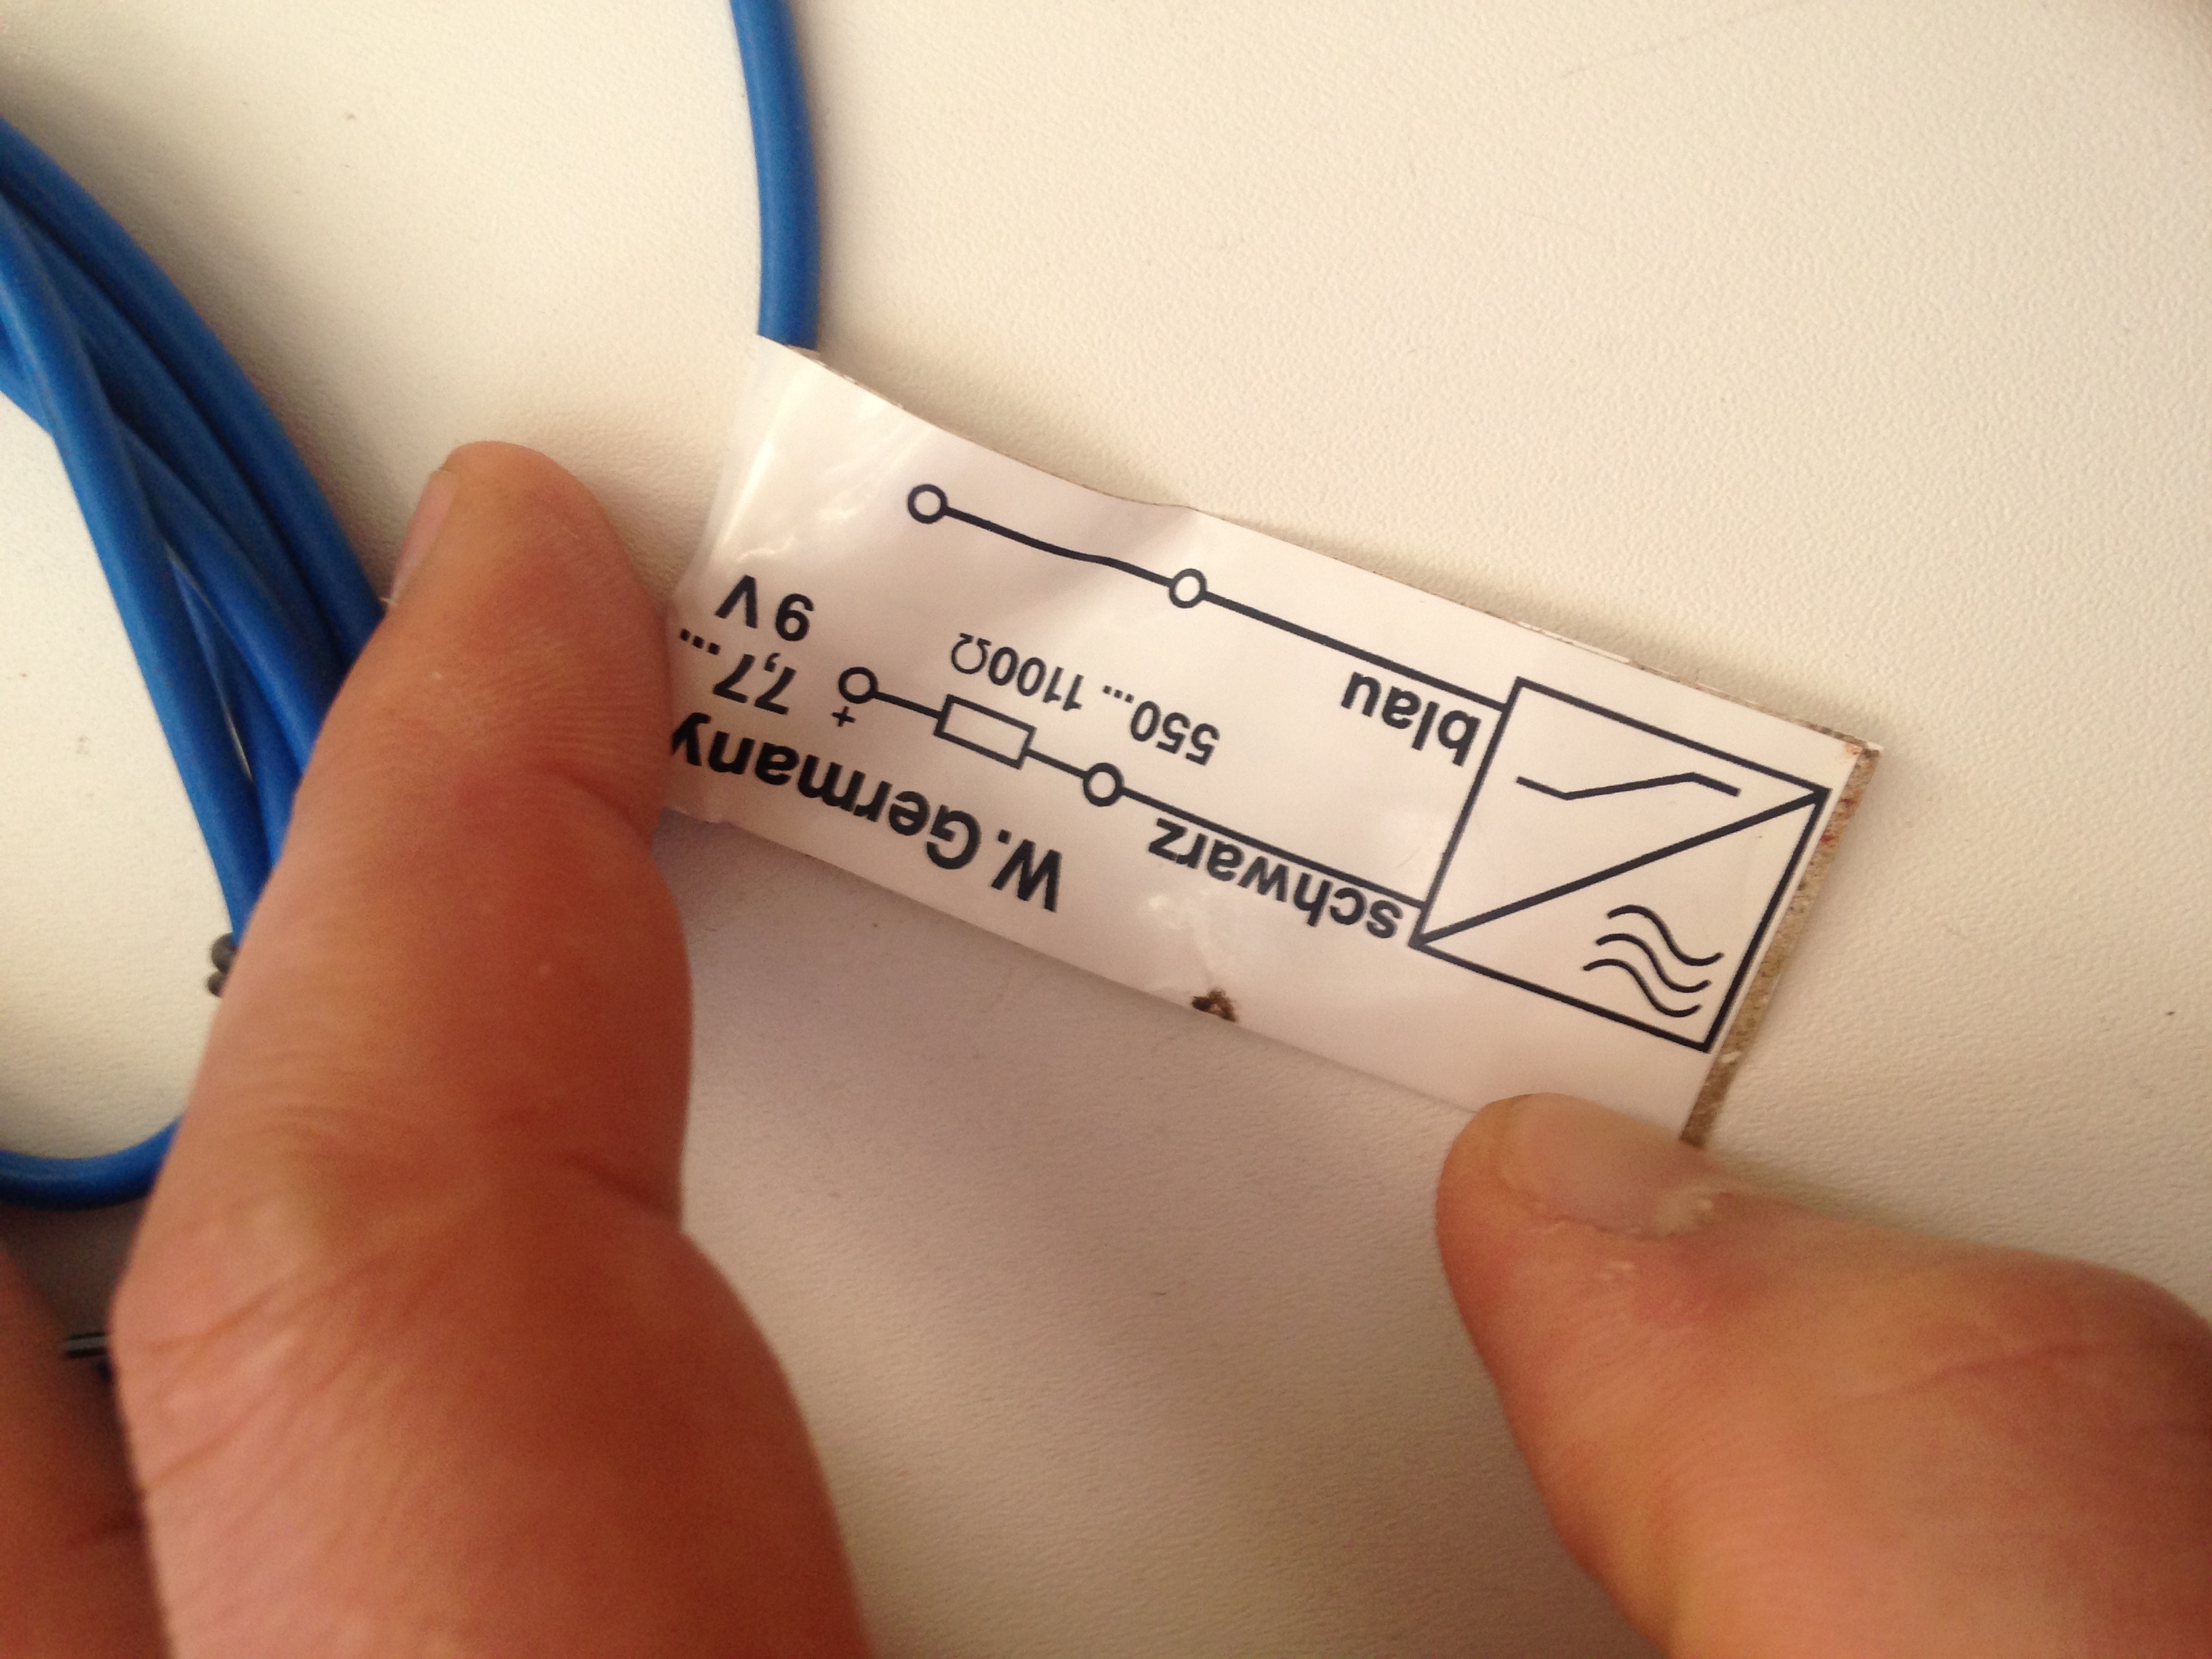 W. Germany
schwarz
+
7,7 ...
9 V
550... 1100Ω
blau